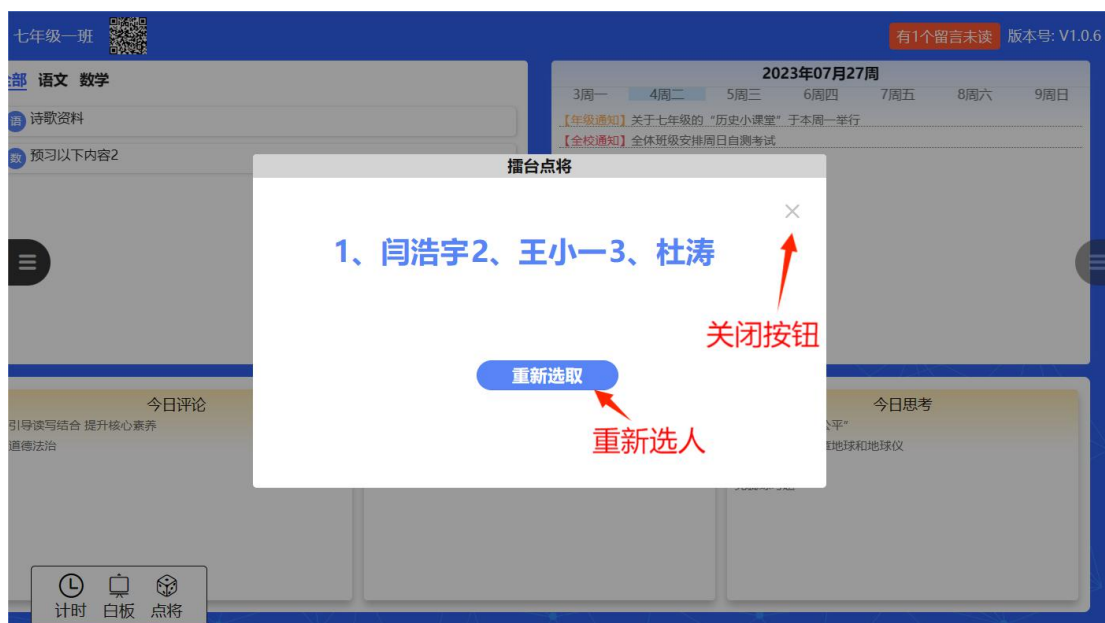 七年级一班
有1个留言未读 版本号: V1.0.6
全部 语文 数学
语 诗歌资料
数 预习以下内容2
2023年07月27周
3周一 4周二 5周三 6周四 7周五 8周六 9周日
【年级通知】关于七年级的“历史小课堂”于本周一举行
【全校通知】全体班级安排周日自测考试
擂台点将
1、闫浩宇2、王小一3、杜涛
关闭按钮
重新选取
重新选人
今日评论
引导读写结合 提升核心素养
道德法治
今日思考
公平”
地球和地球仪
计时 白板 点将